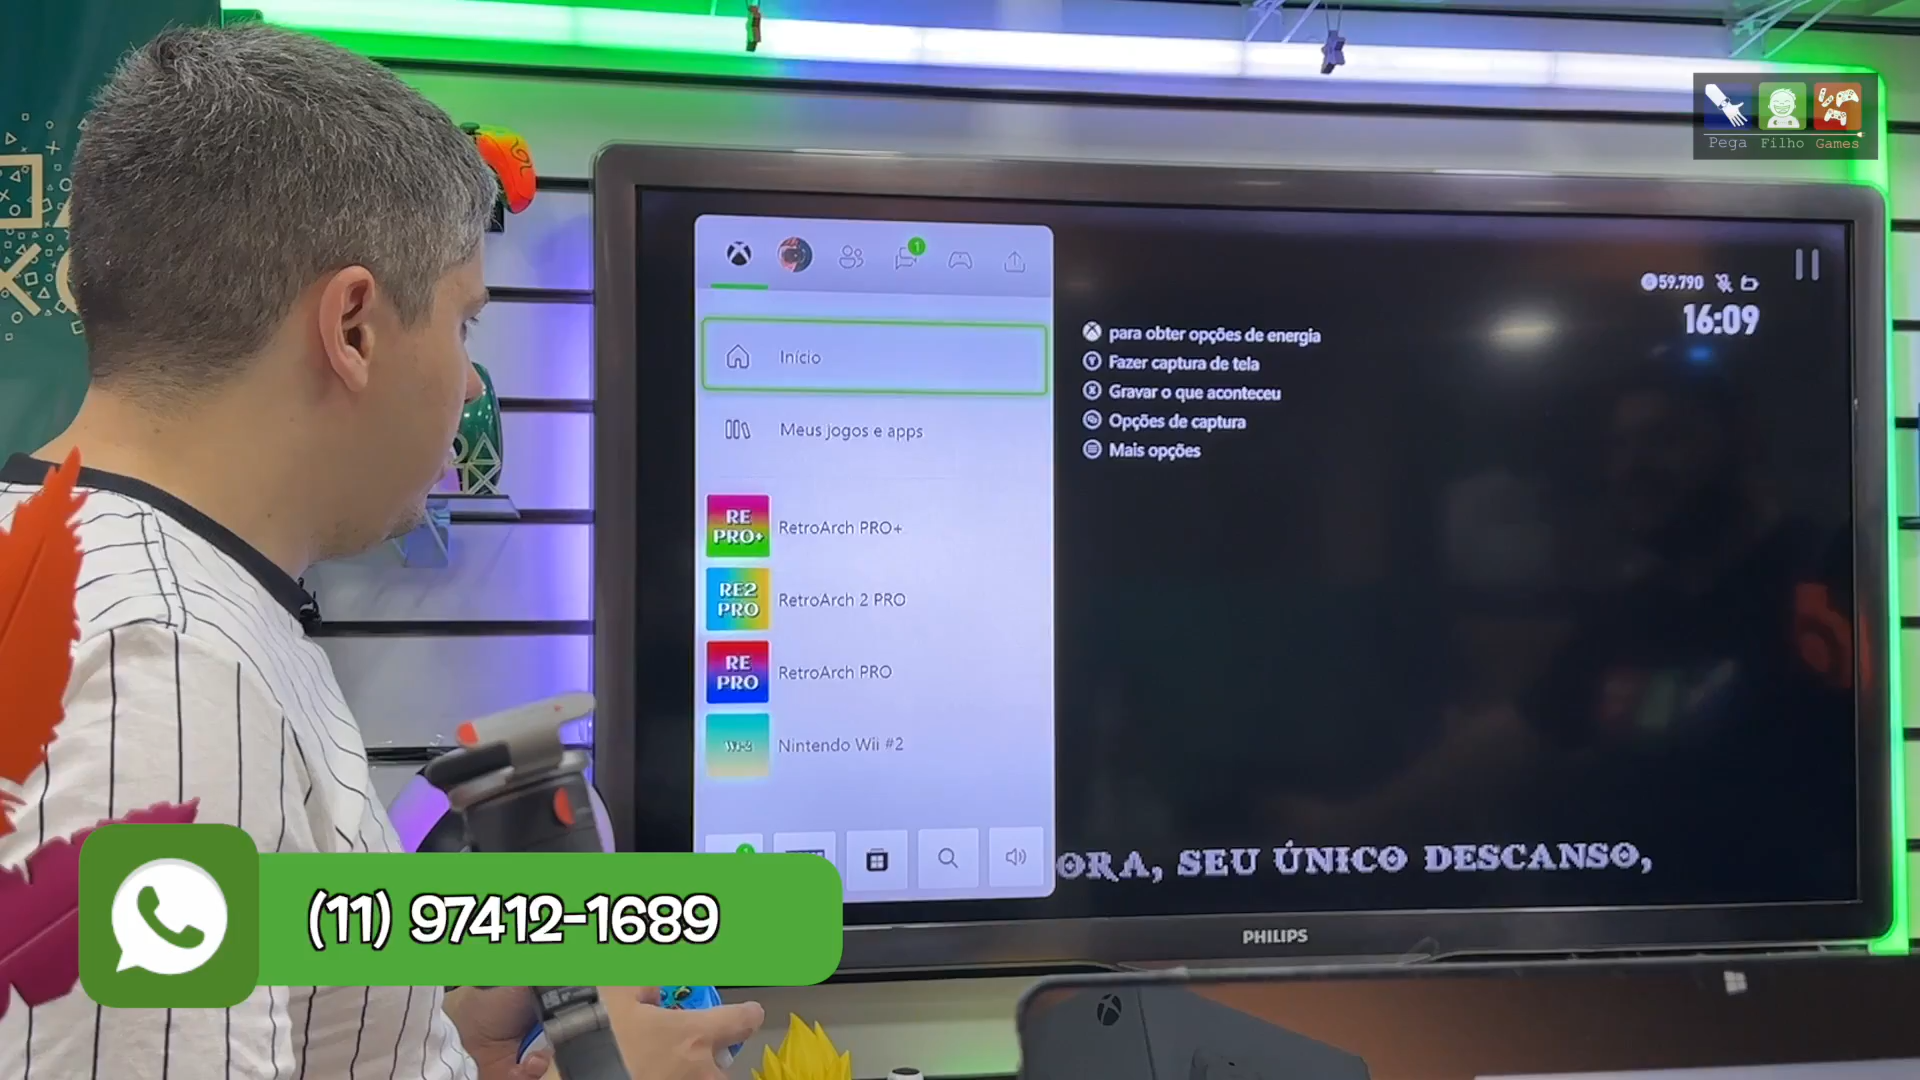 Pega Filho Games
59.790
16:09
1
Início
Meus jogos e apps
RE PRO+
RetroArch PRO+
RE2 PRO
RetroArch 2 PRO
RE PRO
RetroArch PRO
Nintendo Wii #2
para obter opções de energia
Fazer captura de tela
Gravar o que aconteceu
Opções de captura
Mais opções
ORA, SEU ÚNICO DESCANSO,
PHILIPS
(11) 97412-1689